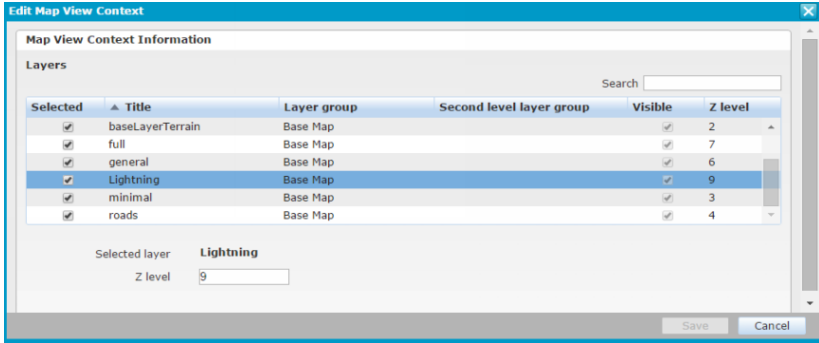 Edit Map View Context
Map View Context Information
Layers
Search
Selected Title Layer group Second level layer group Visible Z level
baseLayerTerrain Base Map 2
full Base Map 7
general Base Map 6
Lightning Base Map 9
minimal Base Map 3
roads Base Map 4
Selected layer Lightning
Z level 9
Save Cancel